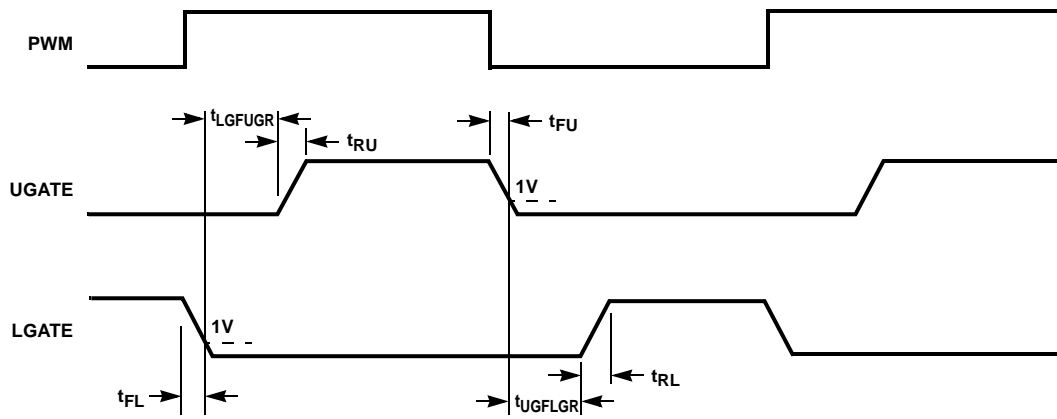 PWM
tLGFUGR
tRU
tFU
UGATE
1V
LGATE
1V
tFL
tUGFLGR
tRL